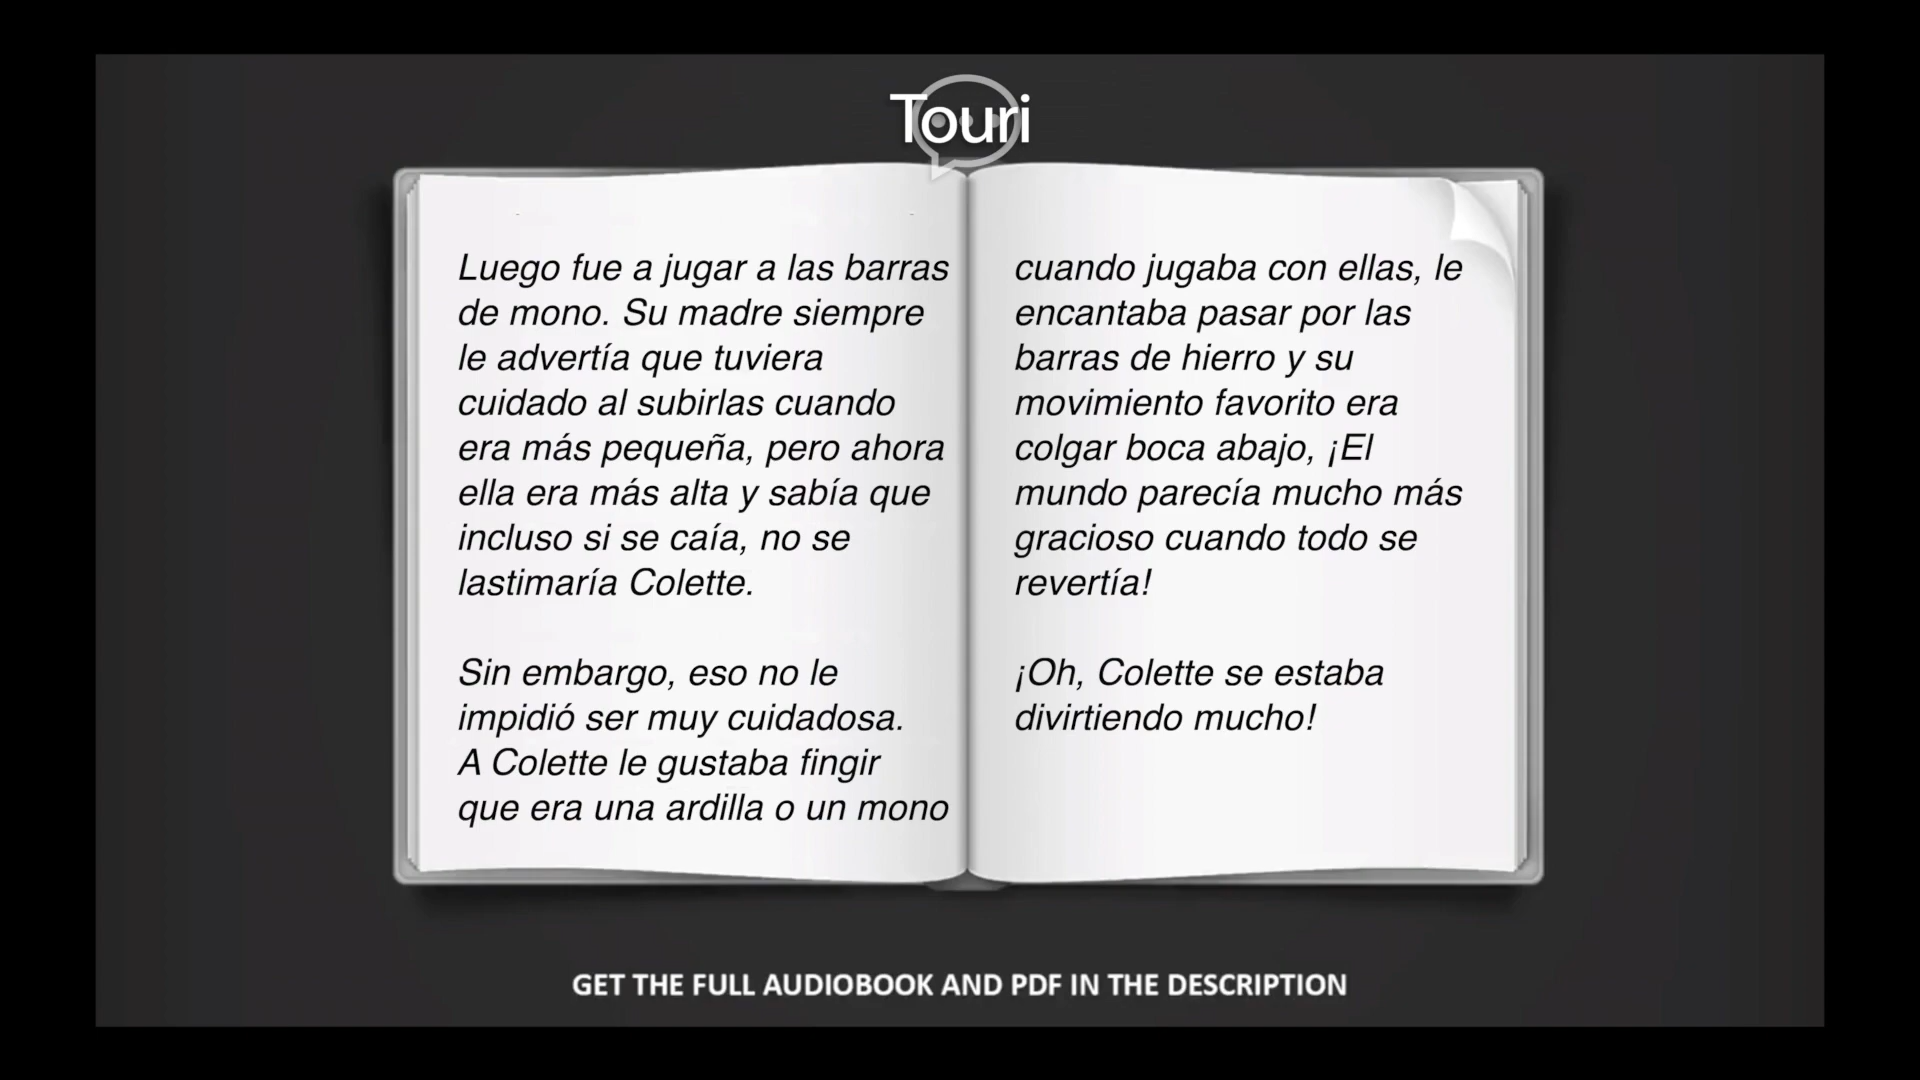 Touri
Luego fue a jugar a las barras
de mono. Su madre siempre
le advertía que tuviera
cuidado al subirlas cuando
era más pequeña, pero ahora
ella era más alta y sabía que
incluso si se caía, no se
lastimaría Colette.
Sin embargo, eso no le
impidió ser muy cuidadosa.
A Colette le gustaba fingir
que era una ardilla o un mono
cuando jugaba con ellas, le
encantaba pasar por las
barras de hierro y su
movimiento favorito era
colgar boca abajo, ¡El
mundo parecía mucho más
gracioso cuando todo se
revertía!
¡Oh, Colette se estaba
divirtiendo mucho!
GET THE FULL AUDIOBOOK AND PDF IN THE DESCRIPTION